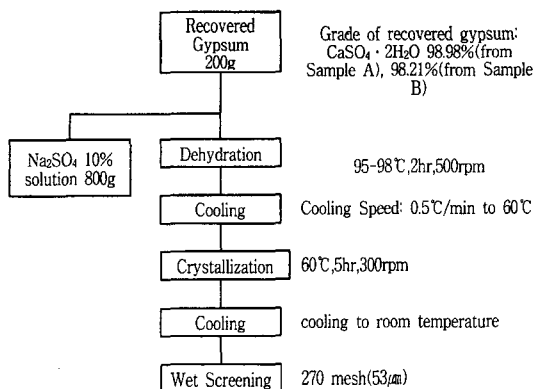 Recovered
Gypsum
200g
Grade of recovered gypsum:
CaSO₄ · 2H₂O 98.98%(from
Sample A), 98.21%(from Sample
B)
Na₂SO₄ 10%
solution 800g
Dehydration
95-98℃,2hr,500rpm
Cooling
Cooling Speed: 0.5℃/min to 60℃
Crystallization
60℃,5hr,300rpm
Cooling
cooling to room temperature
Wet Screening
270 mesh(53㎛)